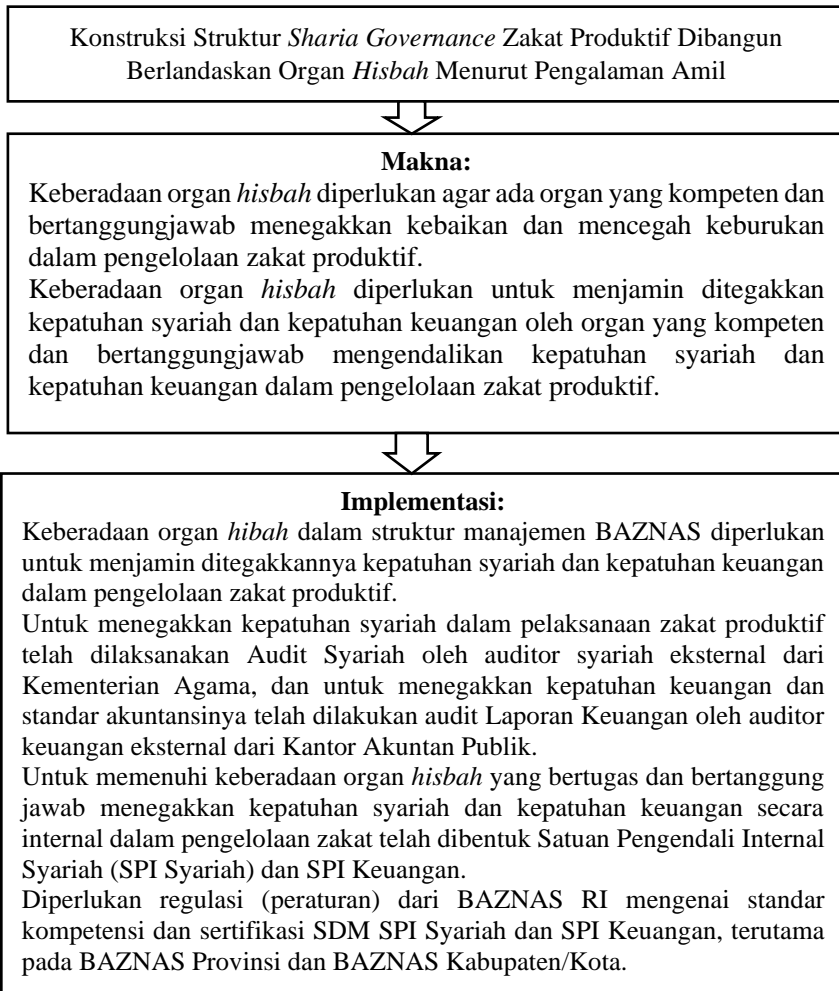 Konstruksi Struktur Sharia Governance Zakat Produktif Dibangun
Berlandaskan Organ Hisbah Menurut Pengalaman Amil
Makna:
Keberadaan organ hisbah diperlukan agar ada organ yang kompeten dan
bertanggungjawab menegakkan kebaikan dan mencegah keburukan
dalam pengelolaan zakat produktif.
Keberadaan organ hisbah diperlukan untuk menjamin ditegakkan
kepatuhan syariah dan kepatuhan keuangan oleh organ yang kompeten
dan bertanggungjawab mengendalikan kepatuhan syariah dan
kepatuhan keuangan dalam pengelolaan zakat produktif.
Implementasi:
Keberadaan organ hibah dalam struktur manajemen BAZNAS diperlukan
untuk menjamin ditegakkannya kepatuhan syariah dan kepatuhan keuangan
dalam pengelolaan zakat produktif.
Untuk menegakkan kepatuhan syariah dalam pelaksanaan zakat produktif
telah dilaksanakan Audit Syariah oleh auditor syariah eksternal dari
Kementerian Agama, dan untuk menegakkan kepatuhan keuangan dan
standar akuntansinya telah dilakukan audit Laporan Keuangan oleh auditor
keuangan eksternal dari Kantor Akuntan Publik.
Untuk memenuhi keberadaan organ hisbah yang bertugas dan bertanggung
jawab menegakkan kepatuhan syariah dan kepatuhan keuangan secara
internal dalam pengelolaan zakat telah dibentuk Satuan Pengendali Internal
Syariah (SPI Syariah) dan SPI Keuangan.
Diperlukan regulasi (peraturan) dari BAZNAS RI mengenai standar
kompetensi dan sertifikasi SDM SPI Syariah dan SPI Keuangan, terutama
pada BAZNAS Provinsi dan BAZNAS Kabupaten/Kota.